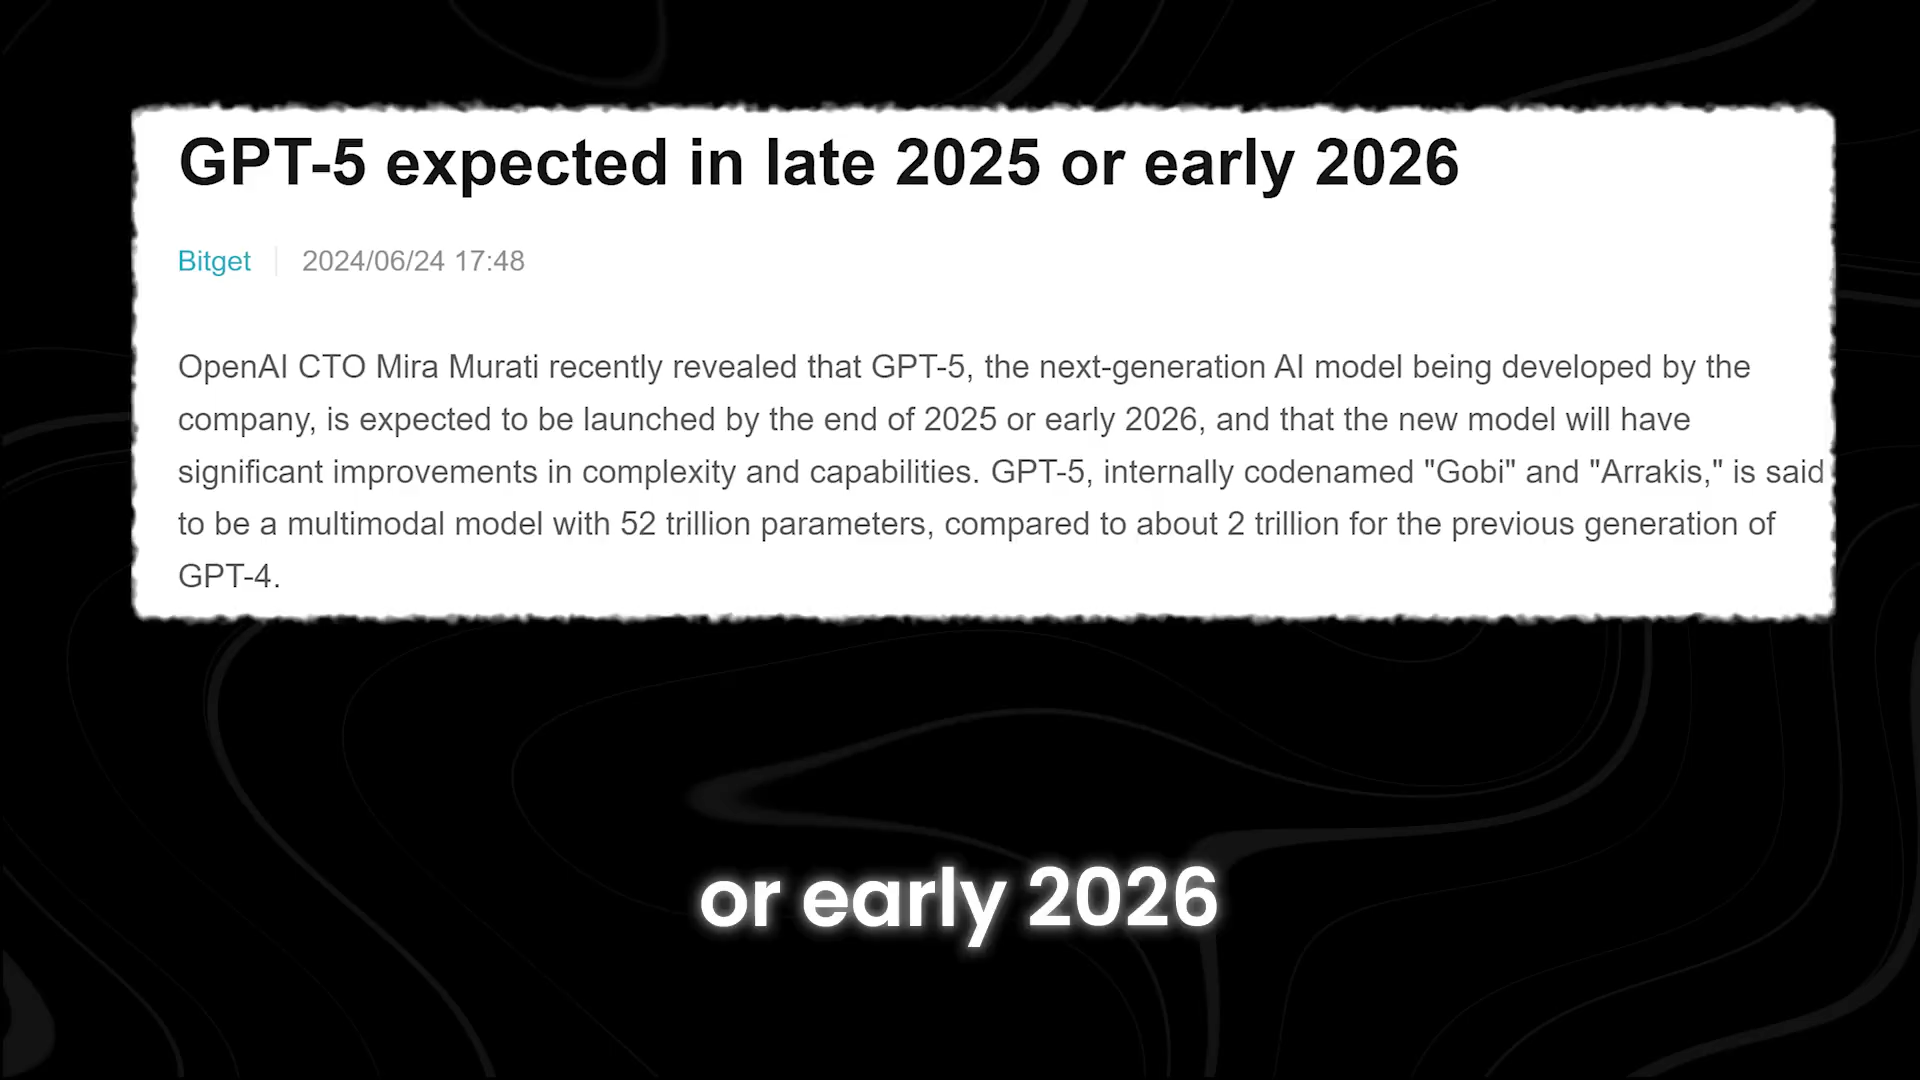 GPT-5 expected in late 2025 or early 2026
Bitget | 2024/06/24 17:48
OpenAI CTO Mira Murati recently revealed that GPT-5, the next-generation AI model being developed by the
company, is expected to be launched by the end of 2025 or early 2026, and that the new model will have
significant improvements in complexity and capabilities. GPT-5, internally codenamed "Gobi" and "Arrakis," is said
to be a multimodal model with 52 trillion parameters, compared to about 2 trillion for the previous generation of
GPT-4.
or early 2026